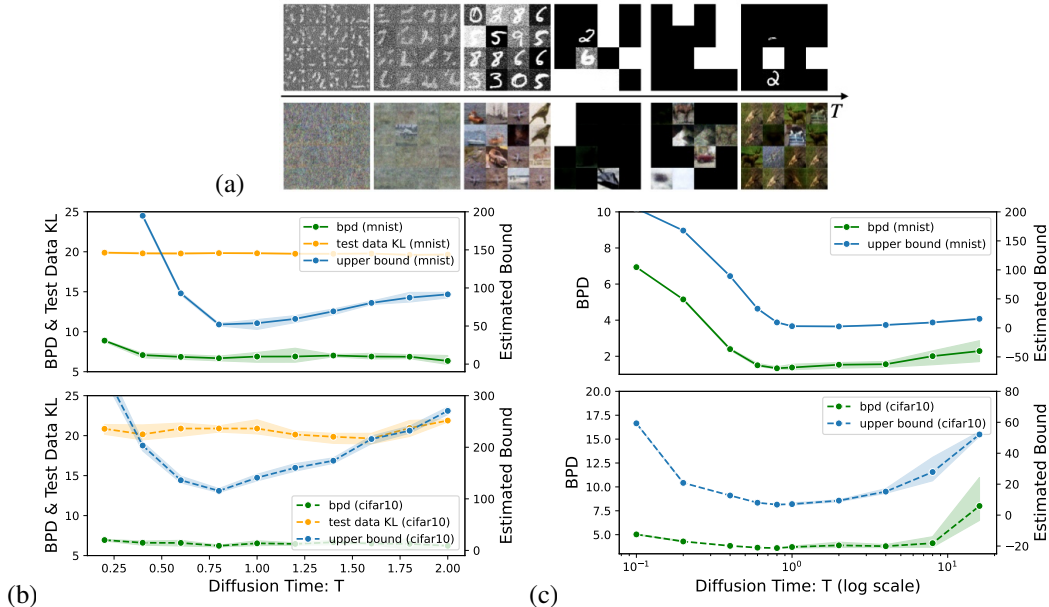 T
(a)
25
20
15
10
5
200
150
100
50
0
BPD & Test Data KL
Estimated Bound
bpd (mnist)
test data KL (mnist)
upper bound (mnist)
25
20
15
10
5
300
200
100
0
BPD & Test Data KL
Estimated Bound
bpd (cifar10)
test data KL (cifar10)
upper bound (cifar10)
0.25 0.50 0.75 1.00 1.25 1.50 1.75 2.00
Diffusion Time: T
(b)
10
8
6
4
2
200
150
100
50
0
−50
BPD
Estimated Bound
bpd (mnist)
upper bound (mnist)
20.0
17.5
15.0
12.5
10.0
7.5
5.0
80
60
40
20
0
−20
BPD
Estimated Bound
bpd (cifar10)
upper bound (cifar10)
10⁻¹ 10⁰ 10¹
Diffusion Time: T (log scale)
(c)